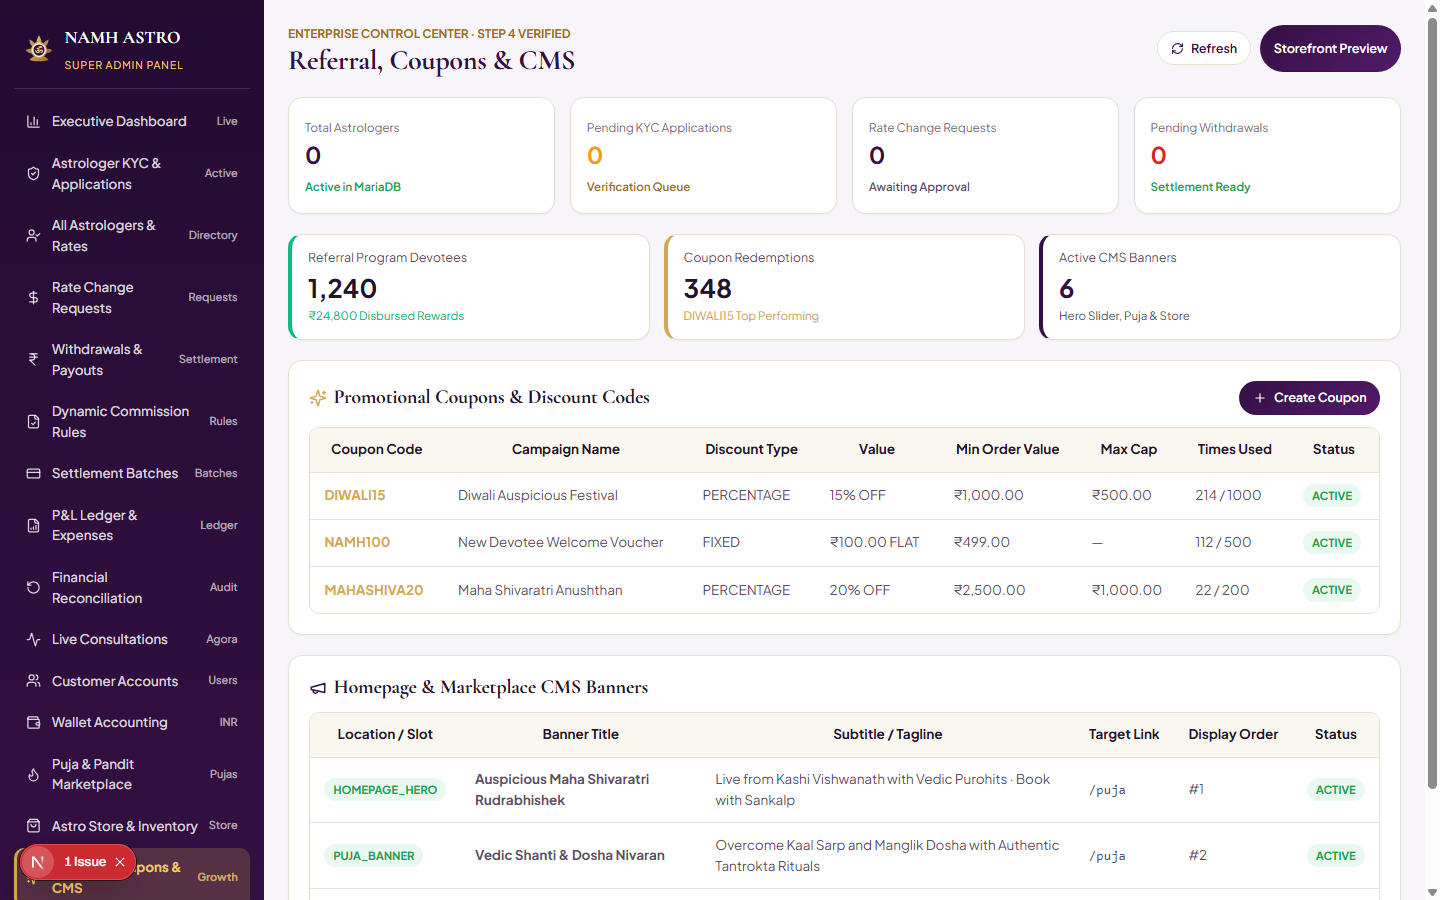 NAMH ASTRO
SUPER ADMIN PANEL
Executive Dashboard Live
Astrologer KYC & Applications Active
All Astrologers & Rates Directory
Rate Change Requests Requests
Withdrawals & Payouts Settlement
Dynamic Commission Rules Rules
Settlement Batches Batches
P&L Ledger & Expenses Ledger
Financial Reconciliation Audit
Live Consultations Agora
Customer Accounts Users
Wallet Accounting INR
Puja & Pandit Marketplace Pujas
Astro Store & Inventory Store
pons & CMS Growth
N 1 Issue
ENTERPRISE CONTROL CENTER · STEP 4 VERIFIED
Referral, Coupons & CMS
Refresh
Storefront Preview
Total Astrologers
0
Active in MariaDB
Pending KYC Applications
0
Verification Queue
Rate Change Requests
0
Awaiting Approval
Pending Withdrawals
0
Settlement Ready
Referral Program Devotees
1,240
₹24,800 Disbursed Rewards
Coupon Redemptions
348
DIWALI15 Top Performing
Active CMS Banners
6
Hero Slider, Puja & Store
Promotional Coupons & Discount Codes
+ Create Coupon
Coupon Code Campaign Name Discount Type Value Min Order Value Max Cap Times Used Status
DIWALI15 Diwali Auspicious Festival PERCENTAGE 15% OFF ₹1,000.00 ₹500.00 214 / 1000 ACTIVE
NAMH100 New Devotee Welcome Voucher FIXED ₹100.00 FLAT ₹499.00 — 112 / 500 ACTIVE
MAHASHIVA20 Maha Shivaratri Anushthan PERCENTAGE 20% OFF ₹2,500.00 ₹1,000.00 22 / 200 ACTIVE
Homepage & Marketplace CMS Banners
Location / Slot Banner Title Subtitle / Tagline Target Link Display Order Status
HOMEPAGE_HERO Auspicious Maha Shivaratri Rudrabhishek Live from Kashi Vishwanath with Vedic Purohits · Book with Sankalp /puja #1 ACTIVE
PUJA_BANNER Vedic Shanti & Dosha Nivaran Overcome Kaal Sarp and Manglik Dosha with Authentic Tantrokta Rituals /puja #2 ACTIVE